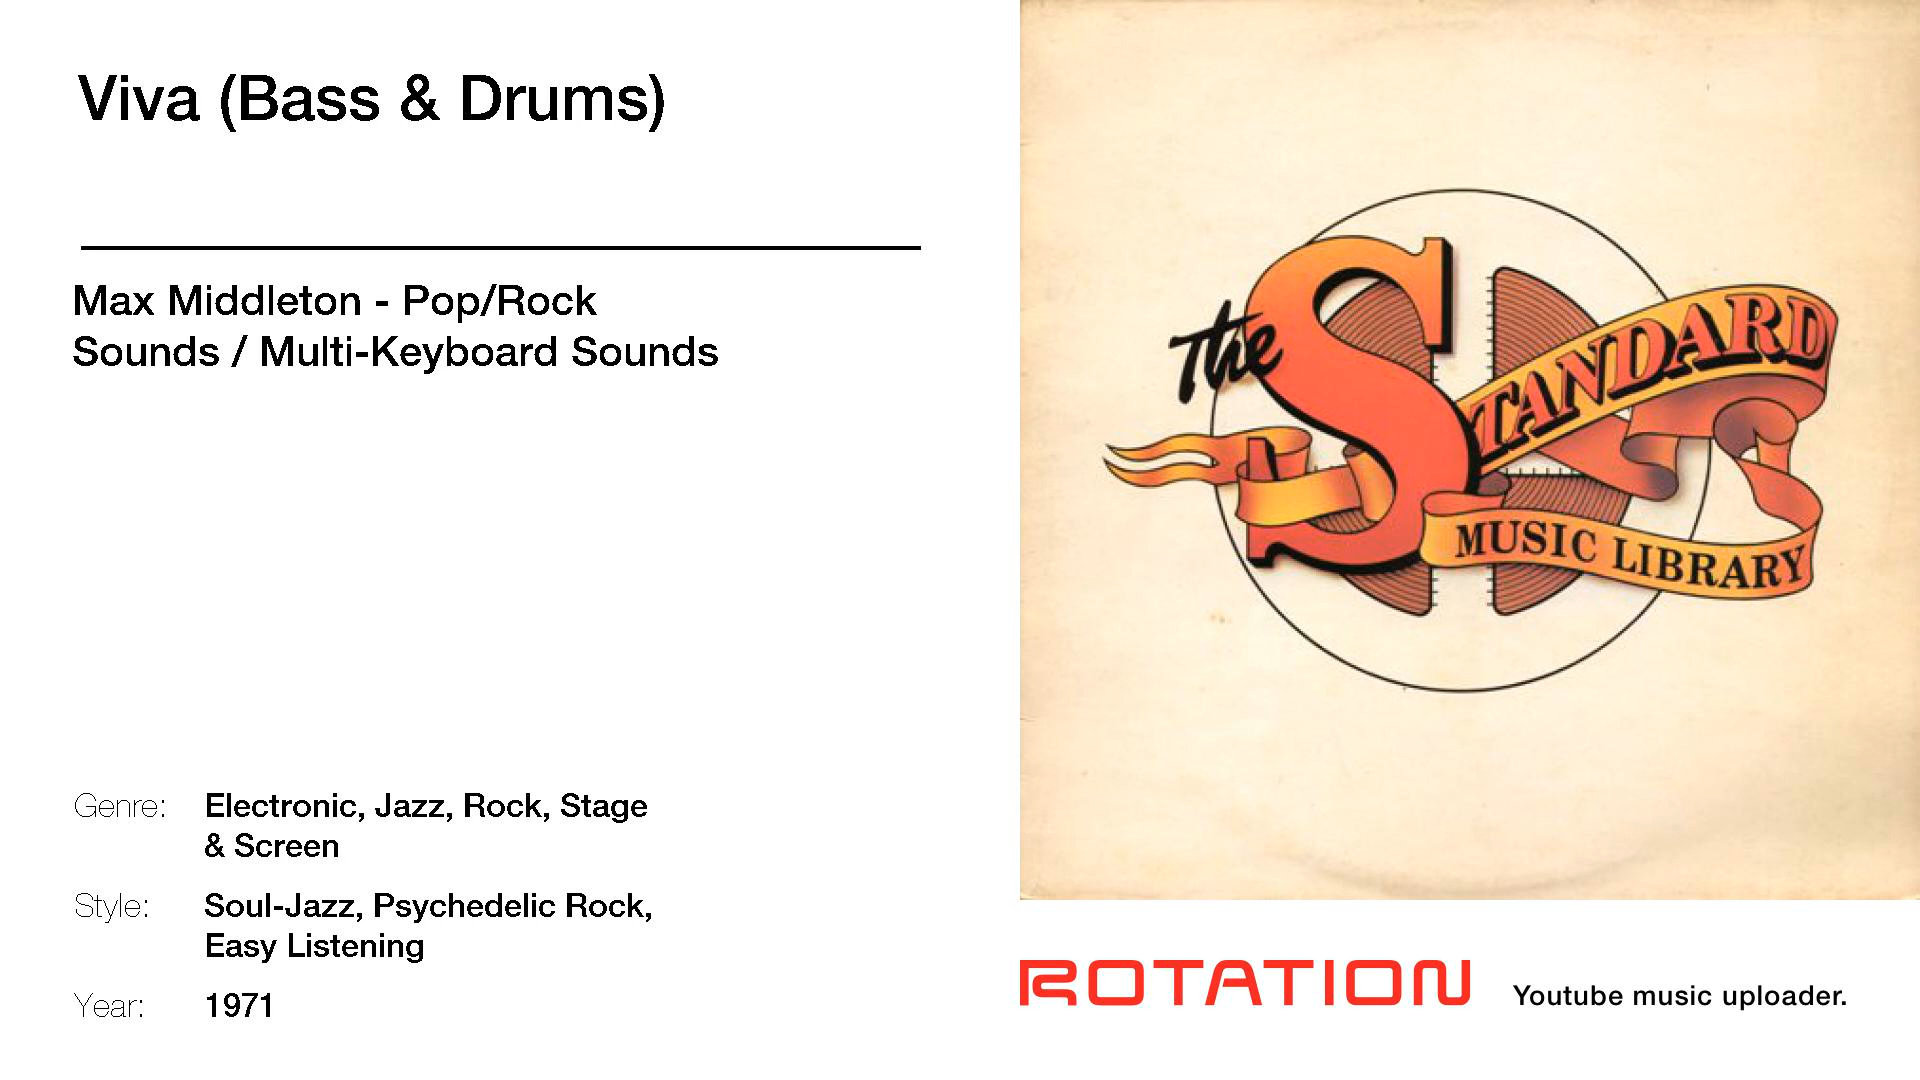 Viva (Bass & Drums)
Max Middleton - Pop/Rock
Sounds / Multi-Keyboard Sounds
Genre: Electronic, Jazz, Rock, Stage
& Screen
Style: Soul-Jazz, Psychedelic Rock,
Easy Listening
Year: 1971
The STANDARD
MUSIC LIBRARY
ROTATION Youtube music uploader.